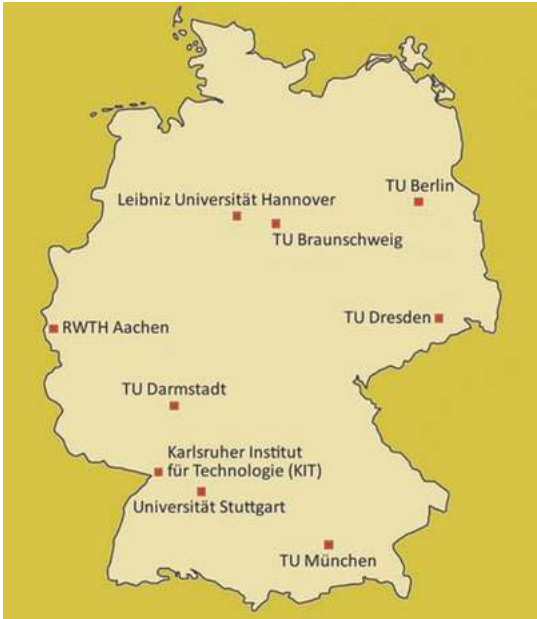 TU Berlin
Leibniz Universität Hannover
TU Braunschweig
TU Dresden
RWTH Aachen
TU Darmstadt
Karlsruher Institut
für Technologie (KIT)
Universität Stuttgart
TU München